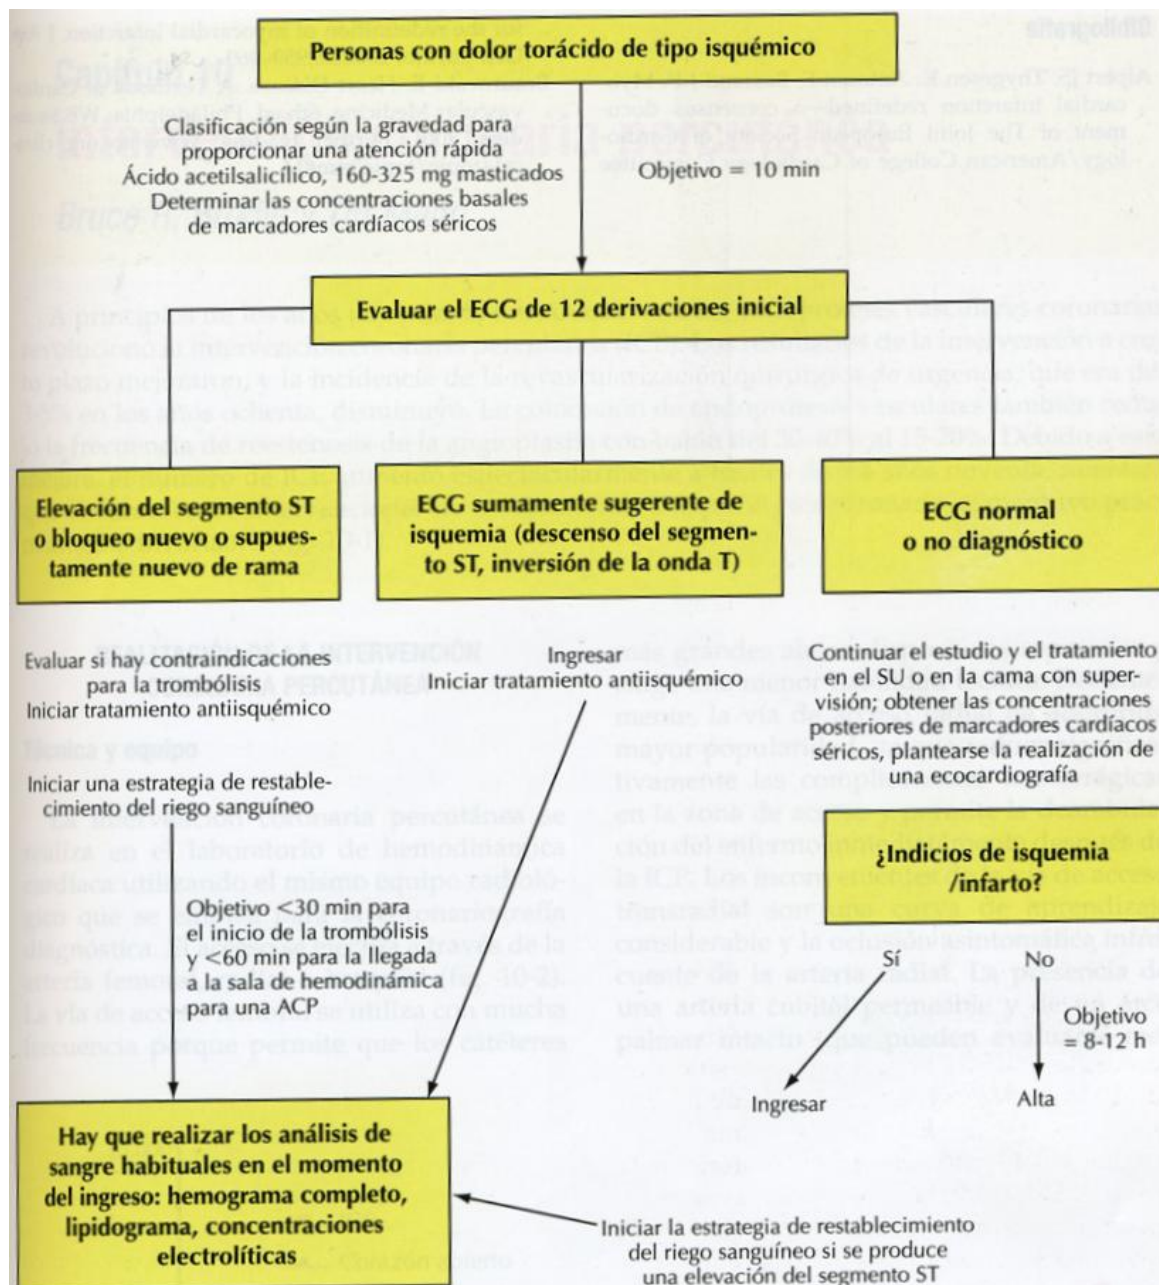 Personas con dolor torácido de tipo isquémico
Clasificación según la gravedad para
proporcionar una atención rápida
Ácido acetilsalicílico, 160-325 mg masticados
Determinar las concentraciones basales
de marcadores cardíacos séricos
Objetivo = 10 min
Evaluar el ECG de 12 derivaciones inicial
Elevación del segmento ST
o bloqueo nuevo o supues-
tamente nuevo de rama
ECG sumamente sugerente de
isquemia (descenso del segmen-
to ST, inversión de la onda T)
ECG normal
o no diagnóstico
Evaluar si hay contraindicaciones
para la trombólisis
Iniciar tratamiento antiisquémico
Iniciar una estrategia de restable-
cimiento del riego sanguíneo
Ingresar
Iniciar tratamiento antiisquémico
Continuar el estudio y el tratamiento
en el SU o en la cama con super-
visión; obtener las concentraciones
posteriores de marcadores cardíacos
séricos, plantearse la realización de
una ecocardiografía
¿Indicios de isquemia
/infarto?
Objetivo <30 min para
el inicio de la trombólisis
y <60 min para la llegada
a la sala de hemodinámica
para una ACP
Sí
No
Objetivo
= 8-12 h
Ingresar
Alta
Hay que realizar los análisis de
sangre habituales en el momento
del ingreso: hemograma completo,
lipidograma, concentraciones
electrolíticas
Iniciar la estrategia de restablecimiento
del riego sanguíneo si se produce
una elevación del segmento ST